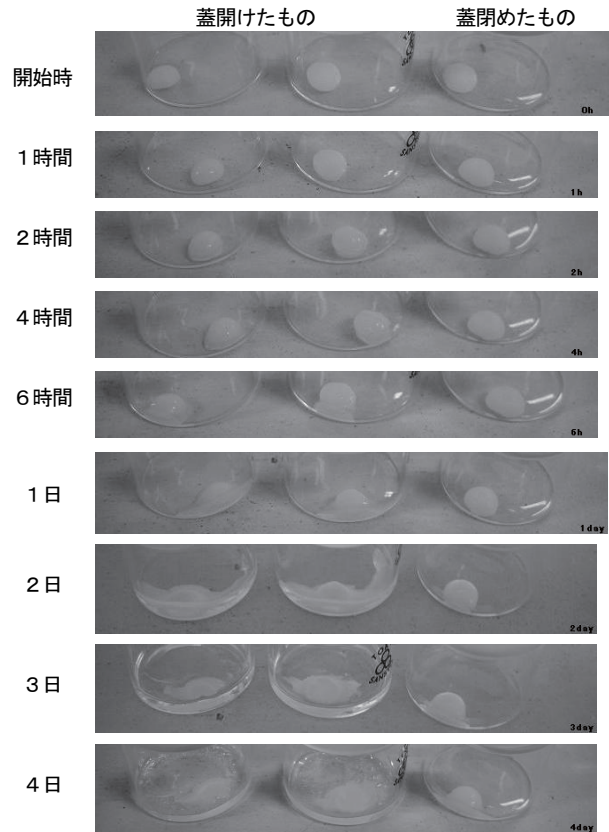 蓋開けたもの 蓋閉めたもの
開始時
0h
１時間
1h
２時間
2h
４時間
4h
６時間
6h
１日
1day
２日
2day
３日
3day
４日
4day